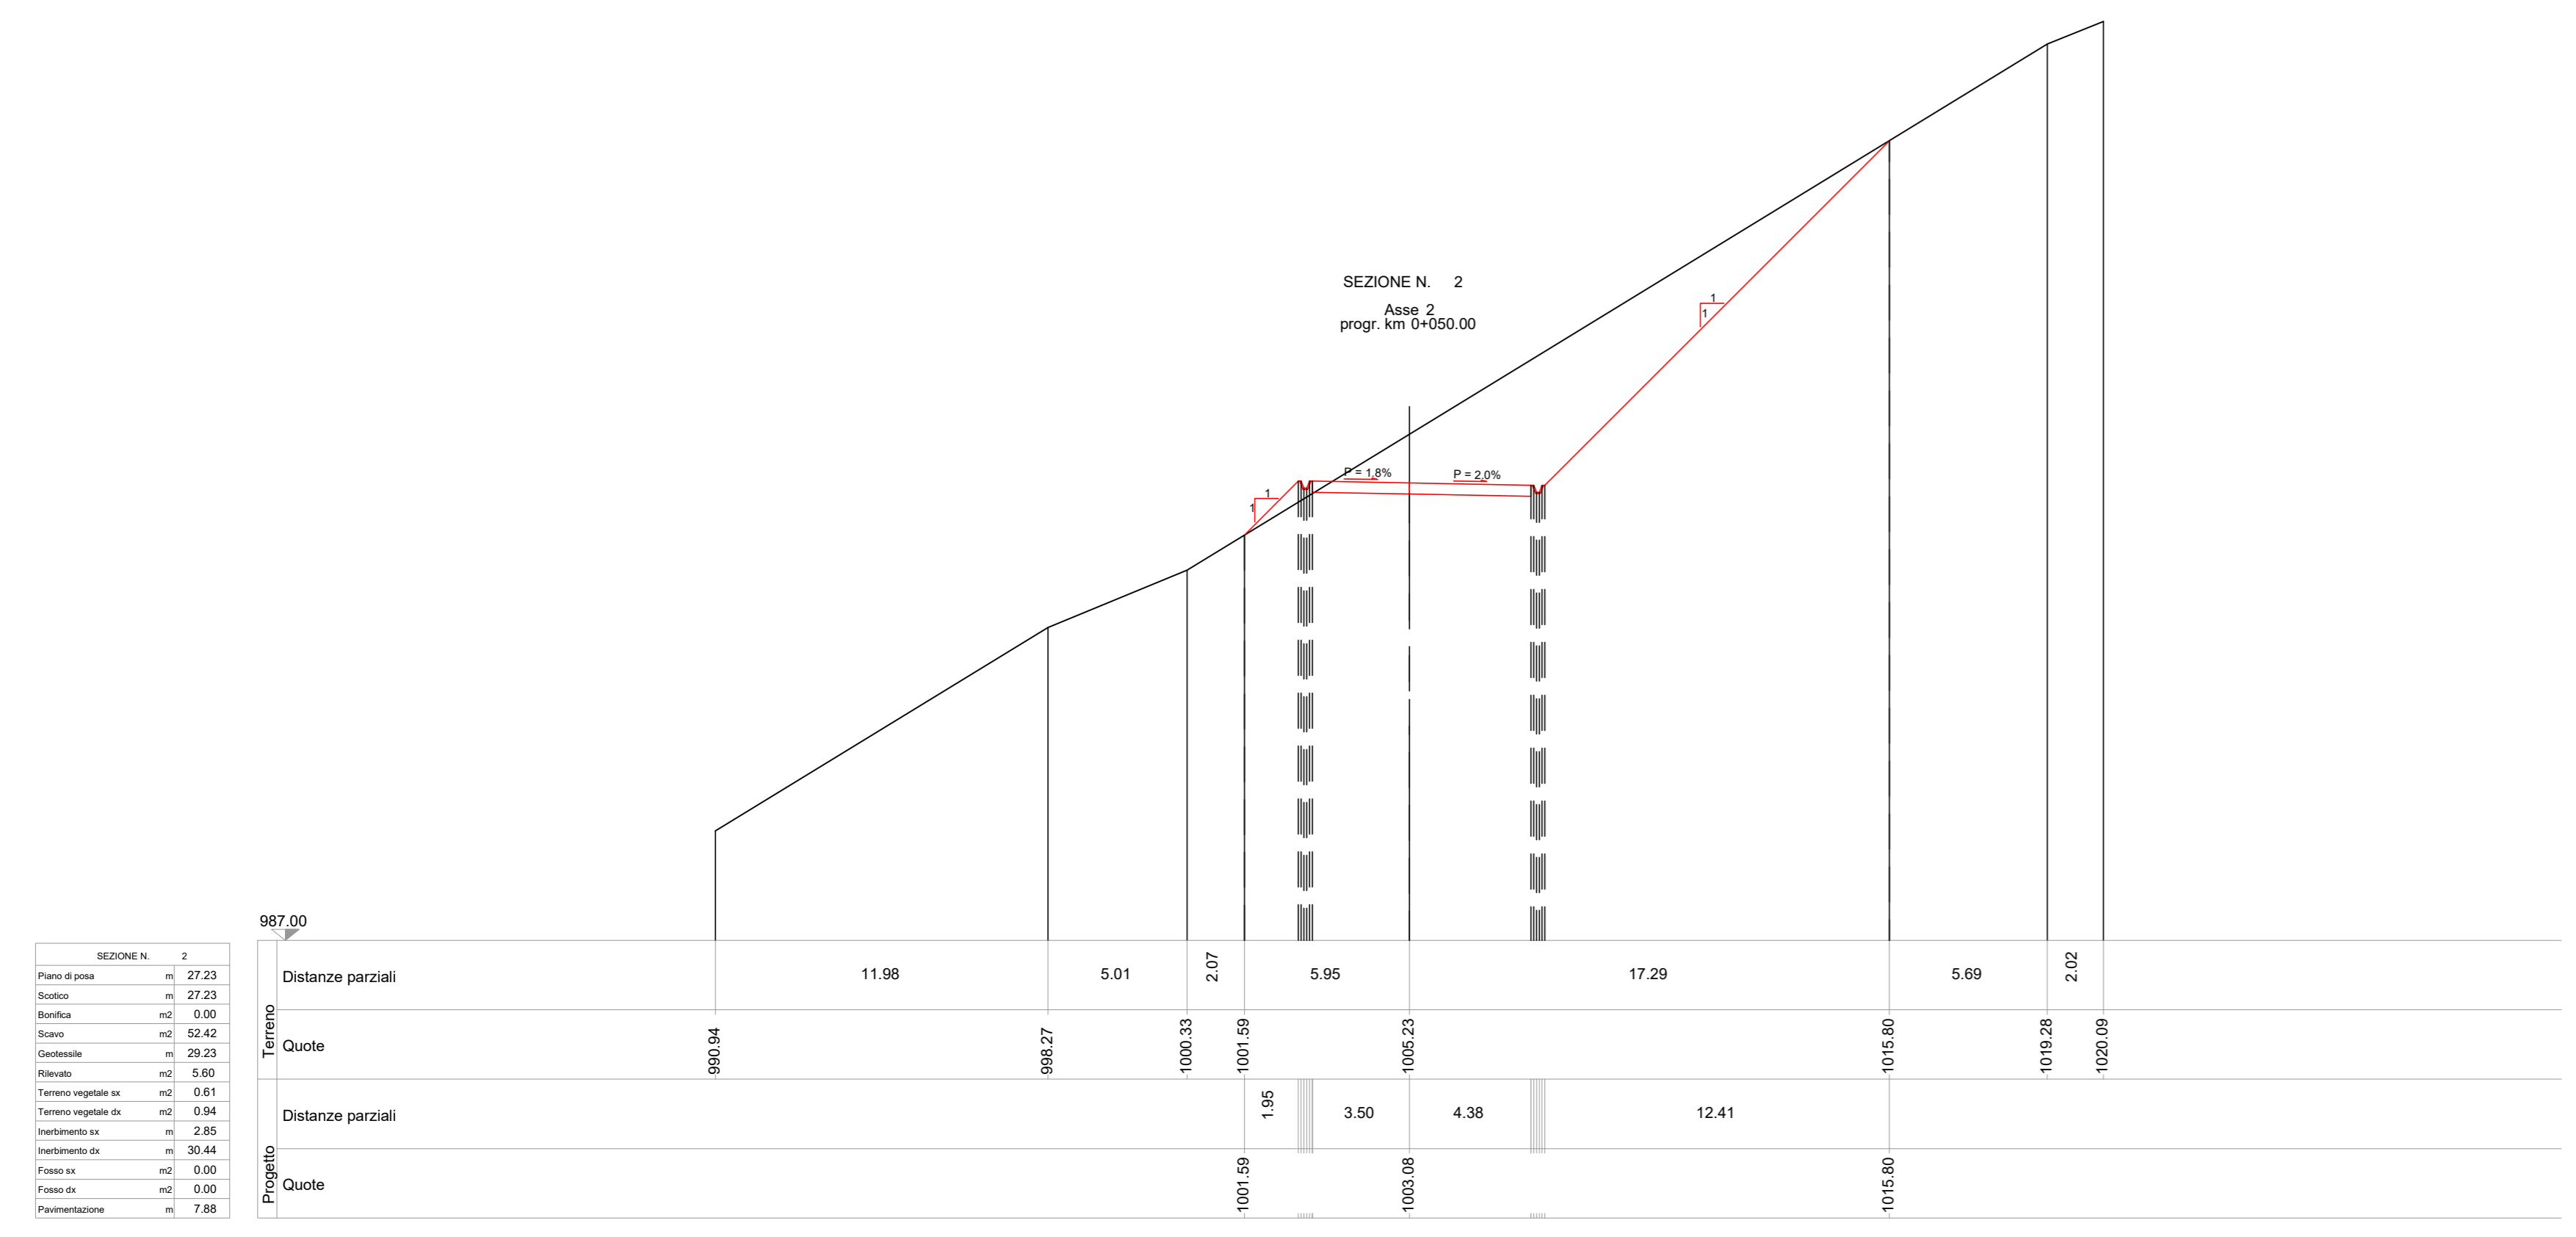 SEZIONE N. 2
Asse 2
progr. km 0+050.00
1
1
P = 1.8%
P = 2.0%
1
1
987.00
SEZIONE N. 2
Piano di posa m 27.23
Scotico m 27.23
Bonifica m2 0.00
Scavo m2 52.42
Geotessile m 29.23
Rilevato m2 5.60
Terreno vegetale sx m2 0.61
Terreno vegetale dx m2 0.94
Inerbimento sx m 2.85
Inerbimento dx m 30.44
Fosso sx m2 0.00
Fosso dx m2 0.00
Pavimentazione m 7.88
Terreno
Distanze parziali 11.98 5.01 2.07 5.95 17.29 5.69 2.02
Quote 990.94 998.27 1000.33 1001.59 1005.23 1015.80 1019.28 1020.09
Progetto
Distanze parziali 1.95 3.50 4.38 12.41
Quote 1001.59 1003.08 1015.80